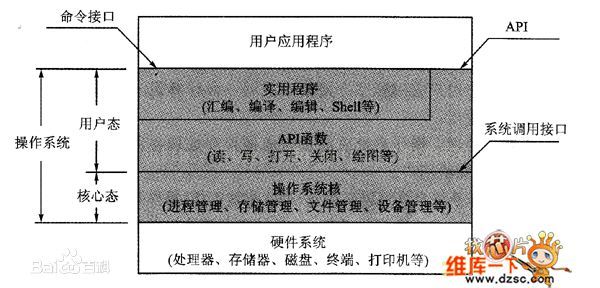 命令接口
用户应用程序
API
实用程序
(汇编、编译、编辑、Shell等)
用户态
API函数
(读、写、打开、关闭、绘图等)
系统调用接口
操作系统
操作系统核
(进程管理、存储管理、文件管理、设备管理等)
核心态
硬件系统
(处理器、存储器、磁盘、终端、打印机等)
Bai百科
维库一下
www.dzsc.com